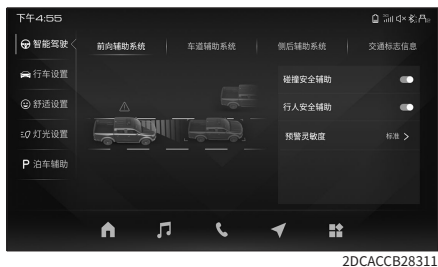 下午4:55
智能驾驶
前向辅助系统 车道辅助系统 侧后辅助系统 交通标志信息
行车设置
碰撞安全辅助
舒适设置
行人安全辅助
灯光设置
预警灵敏度 标准
P 泊车辅助
2DCACCB28311